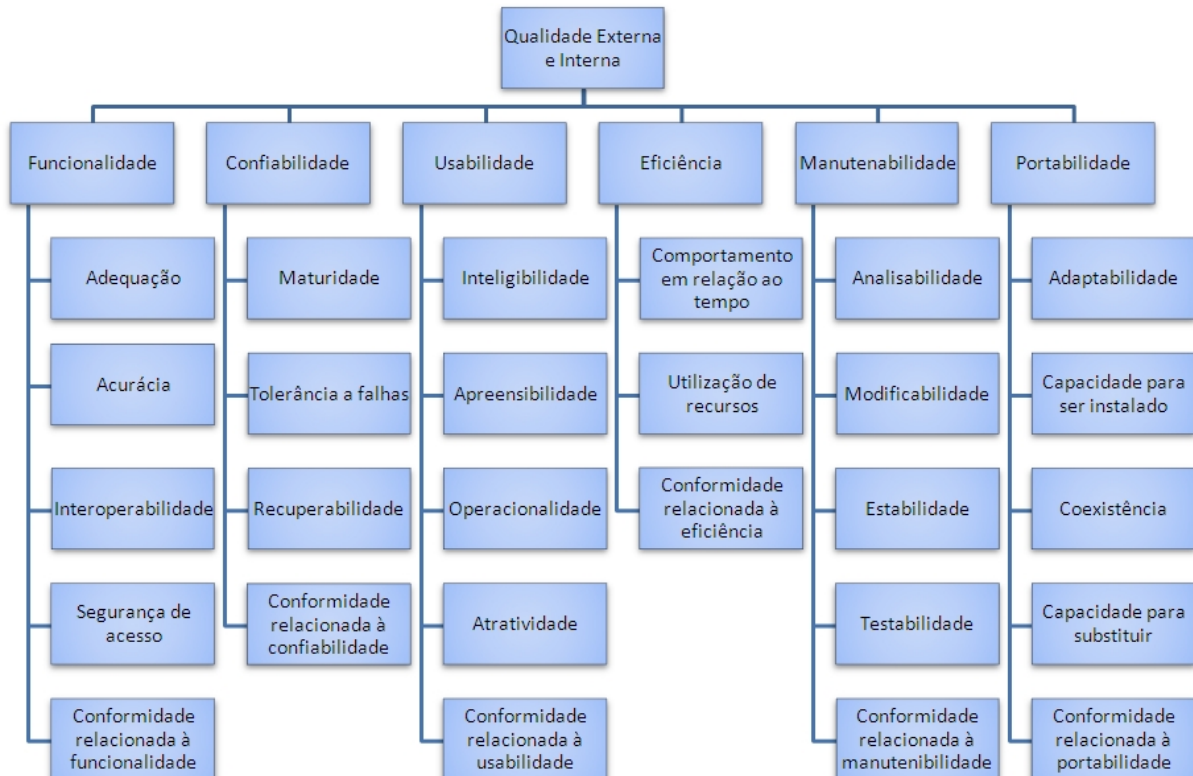 Qualidade Externa
e Interna
Funcionalidade
Confiabilidade
Usabilidade
Eficiência
Manutenabilidade
Portabilidade
Adequação
Acurácia
Interoperabilidade
Segurança de
acesso
Conformidade
relacionada à
funcionalidade
Maturidade
Tolerância a falhas
Recuperabilidade
Conformidade
relacionada à
confiabilidade
Inteligibilidade
Apreensibilidade
Operacionalidade
Atratividade
Conformidade
relacionada à
usabilidade
Comportamento
em relação ao
tempo
Utilização de
recursos
Conformidade
relacionada à
eficiência
Analisabilidade
Modificabilidade
Estabilidade
Testabilidade
Conformidade
relacionada à
manutenibilidade
Adaptabilidade
Capacidade para
ser instalado
Coexistência
Capacidade para
substituir
Conformidade
relacionada à
portabilidade